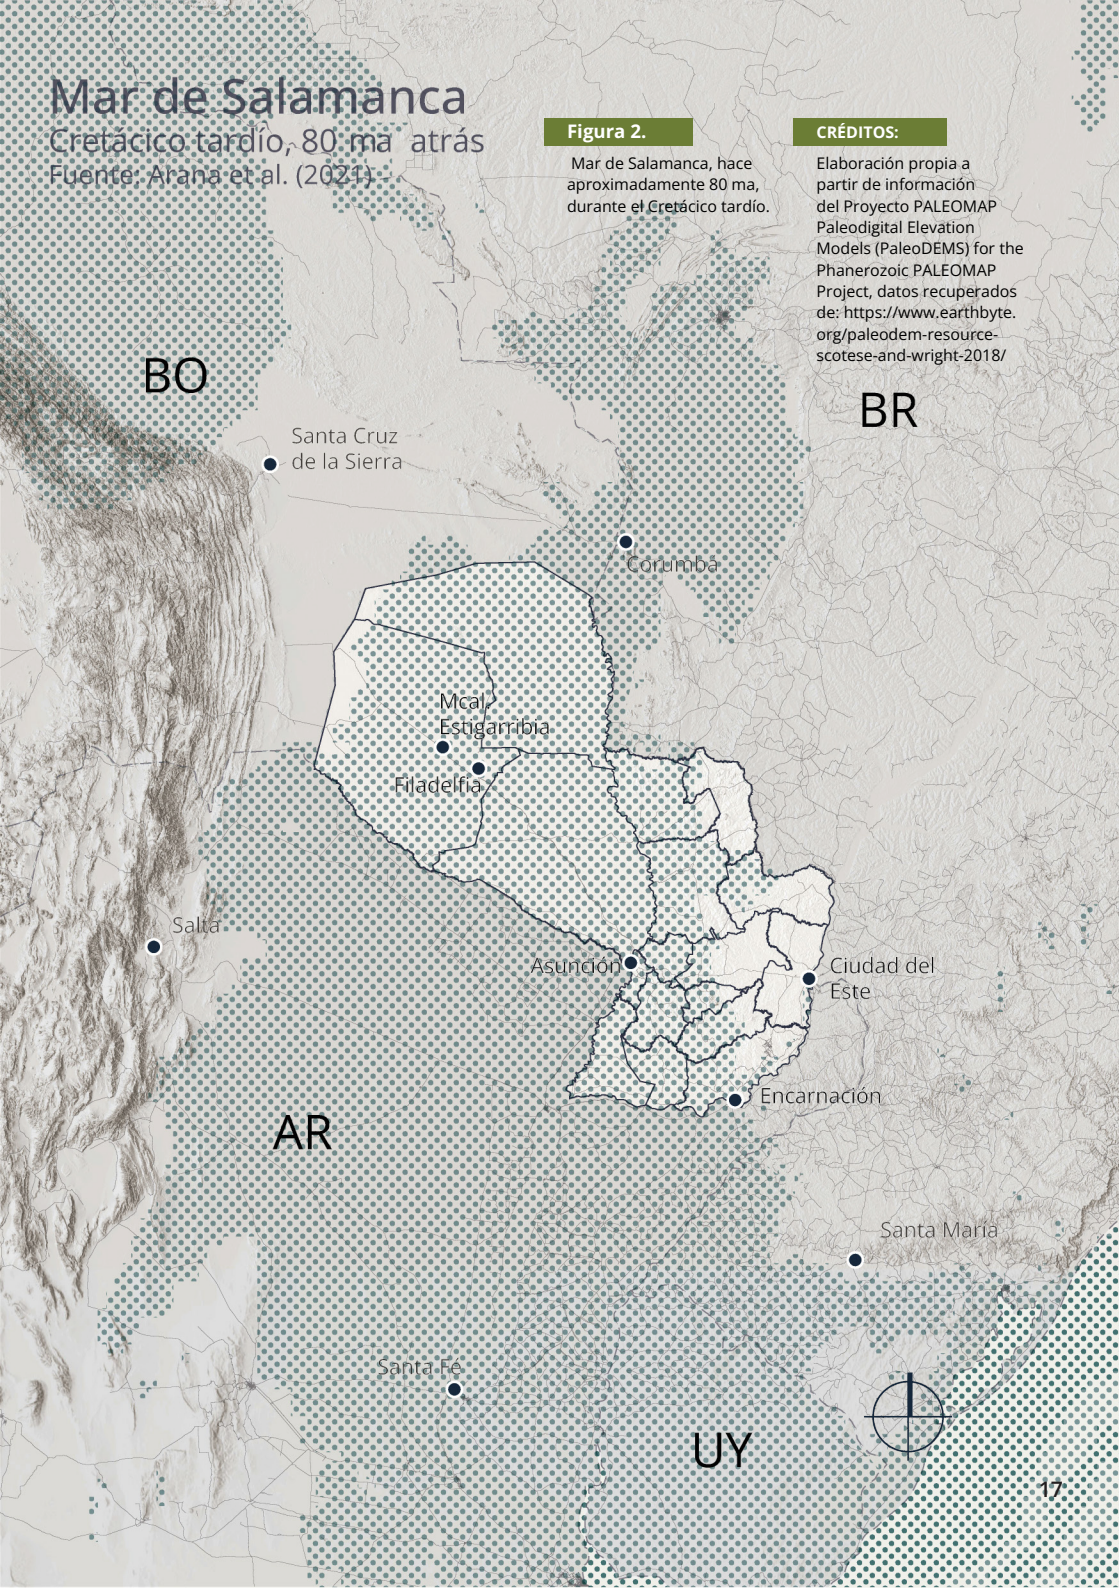 Mar de Salamanca
Cretácico tardío, 80 ma atrás
Fuente: Arana et al. (2021)
Figura 2.
Mar de Salamanca, hace
aproximadamente 80 ma,
durante el Cretácico tardío.
CRÉDITOS:
Elaboración propia a
partir de información
del Proyecto PALEOMAP
Paleodigital Elevation
Models (PaleoDEMS) for the
Phanerozoic PALEOMAP
Project, datos recuperados
de: https://www.earthbyte.
org/paleodem-resource-
scotese-and-wright-2018/
BO
BR
Santa Cruz
de la Sierra
Corumbá
Mcal.
Estigarribia
Filadelfia
Salta
Asunción
Ciudad del
Este
Encarnación
AR
Santa María
Santa Fé
UY
17